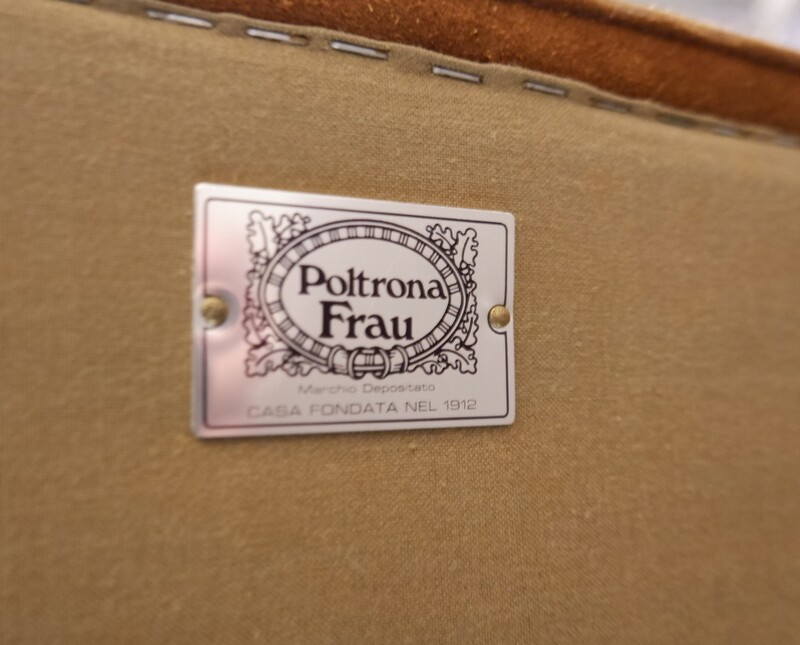 Poltrona
Frau
Marchio Depositato
CASA FONDATA NEL 1912